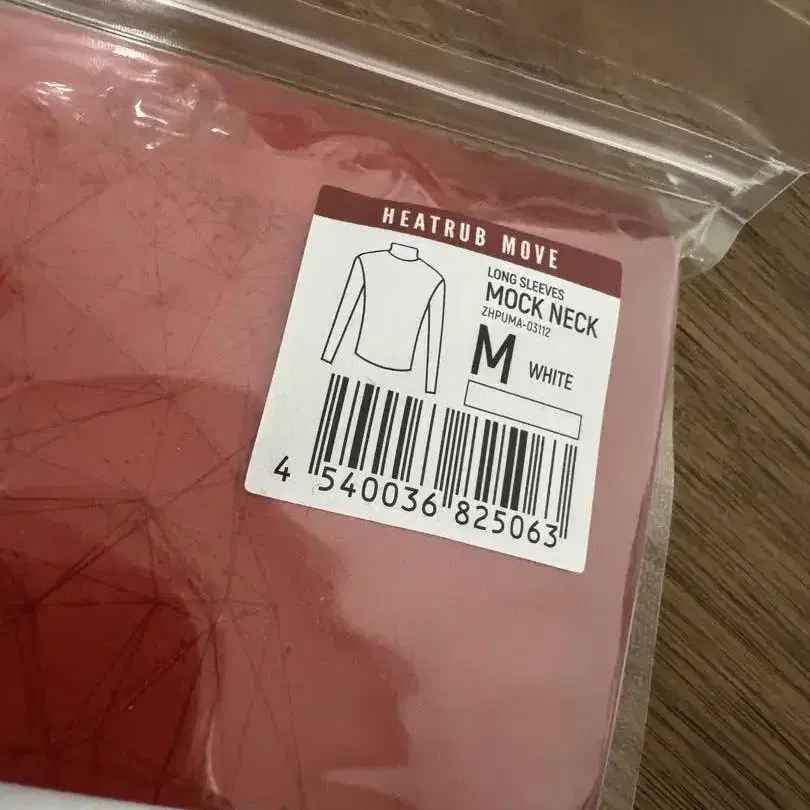 HEATRUB MOVE
LONG SLEEVES
MOCK NECK
ZHPUMA-03112
M WHITE
4 540036 825063